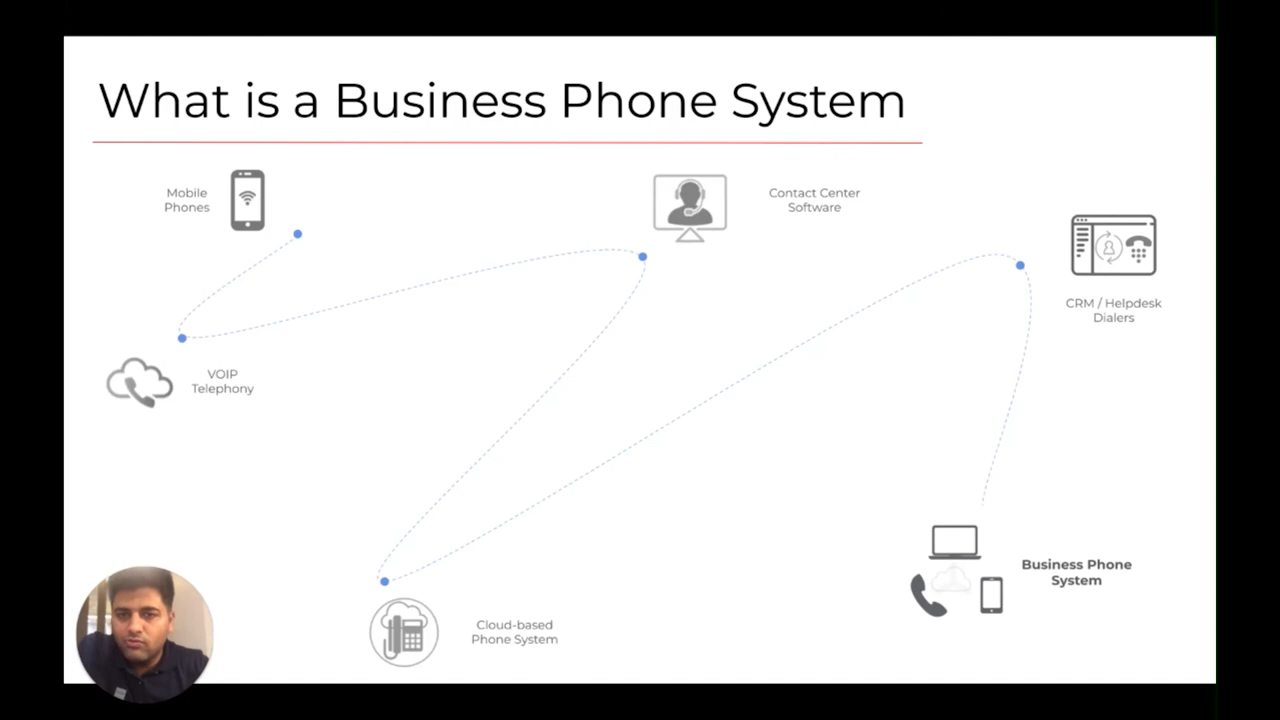 What is a Business Phone System
Mobile
Phones
Contact Center
Software
CRM / Helpdesk
Dialers
VOIP
Telephony
Business Phone
System
Cloud-based
Phone System